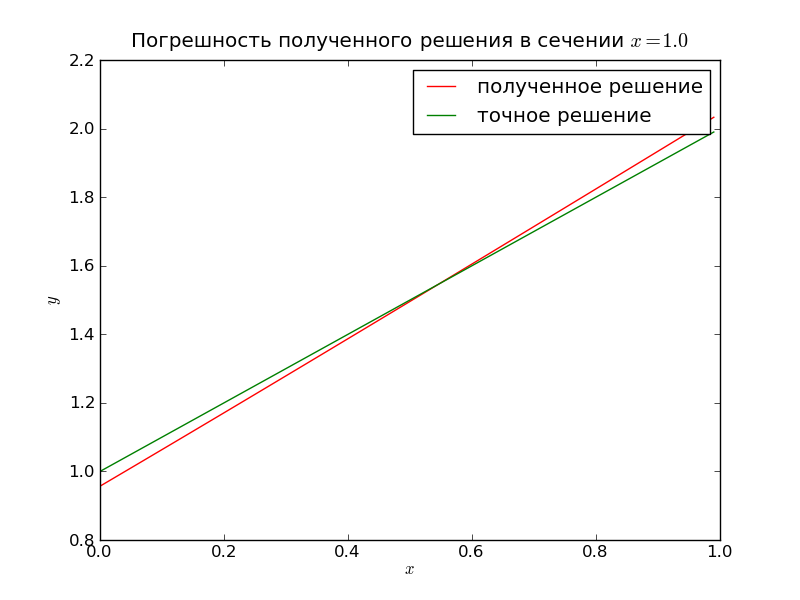 Погрешность полученного решения в сечении x=1.0
2.2
полученное решение
точное решение
2.0
1.8
1.6
y
1.4
1.2
1.0
0.8
0.0 0.2 0.4 0.6 0.8 1.0
x